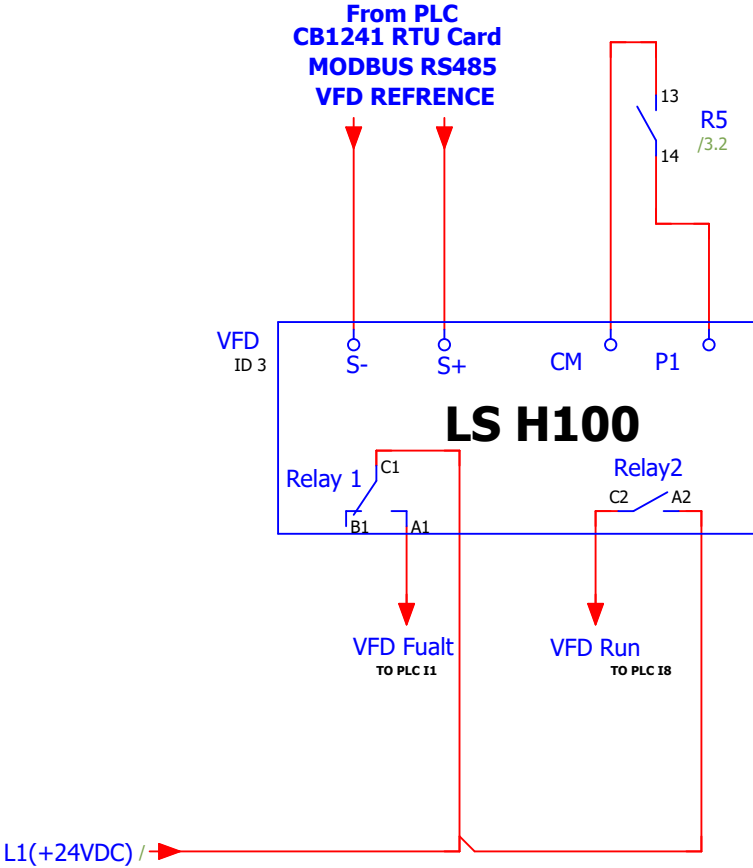 From PLC
CB1241 RTU Card
MODBUS RS485
VFD REFRENCE
13
R5
/3.2
14
VFD
ID 3
S-
S+
CM
P1
LS H100
Relay 1
C1
B1
A1
Relay2
C2
A2
VFD Fualt
TO PLC I1
VFD Run
TO PLC I8
L1(+24VDC) /